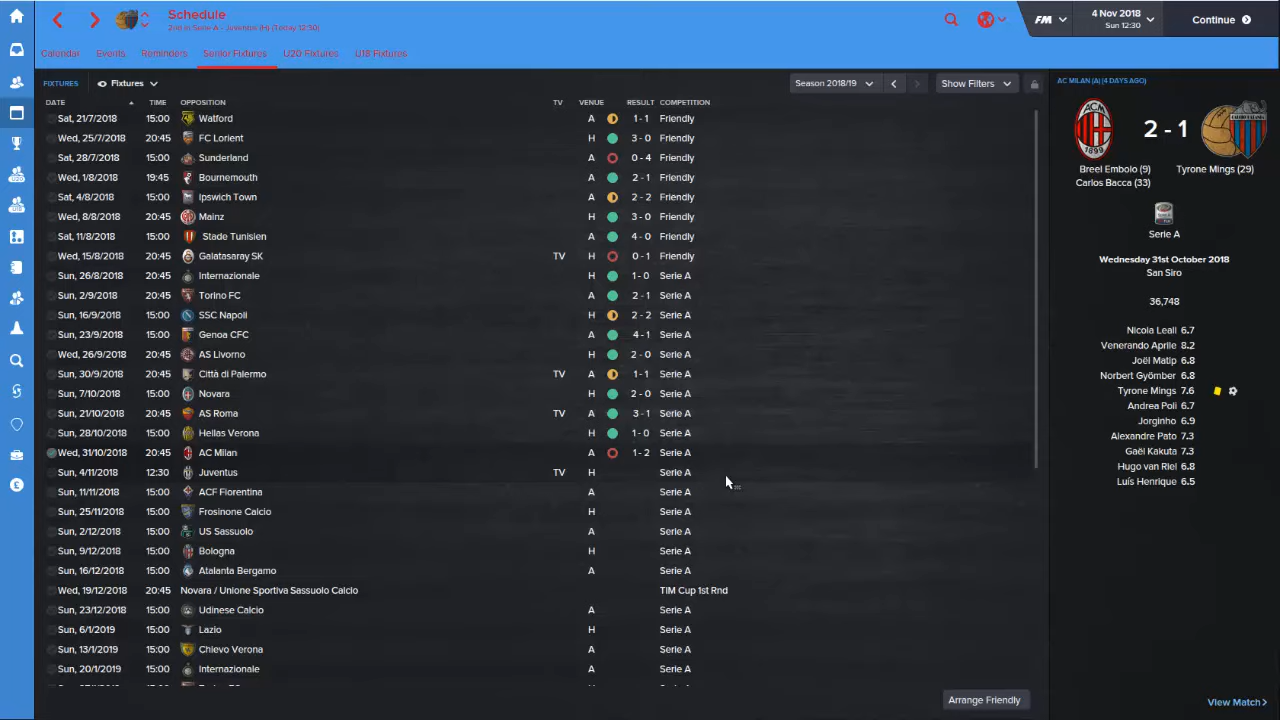 Schedule
2nd in Serie A - Juventus (H) (Today 12:30)
FM
4 Nov 2018
Sun 12:30
Continue
Calendar Events Reminders Senior Fixtures U20 Fixtures U18 Fixtures
FIXTURES Fixtures Season 2018/19 Show Filters
DATE TIME OPPOSITION TV VENUE RESULT COMPETITION
Sat, 21/7/2018 15:00 Watford A 1 - 1 Friendly
Wed, 25/7/2018 20:45 FC Lorient H 3 - 0 Friendly
Sat, 28/7/2018 15:00 Sunderland A 0 - 4 Friendly
Wed, 1/8/2018 19:45 Bournemouth A 2 - 1 Friendly
Sat, 4/8/2018 15:00 Ipswich Town A 2 - 2 Friendly
Wed, 8/8/2018 20:45 Mainz H 3 - 0 Friendly
Sat, 11/8/2018 15:00 Stade Tunisien A 4 - 0 Friendly
Wed, 15/8/2018 20:45 Galatasaray SK TV H 0 - 1 Friendly
Sun, 26/8/2018 20:45 Internazionale H 1 - 0 Serie A
Sun, 2/9/2018 20:45 Torino FC A 2 - 1 Serie A
Sun, 16/9/2018 15:00 SSC Napoli H 2 - 2 Serie A
Sun, 23/9/2018 15:00 Genoa CFC A 4 - 1 Serie A
Wed, 26/9/2018 20:45 AS Livorno H 2 - 0 Serie A
Sun, 30/9/2018 20:45 Città di Palermo TV A 1 - 1 Serie A
Sun, 7/10/2018 15:00 Novara H 2 - 0 Serie A
Sun, 21/10/2018 20:45 AS Roma TV A 3 - 1 Serie A
Sun, 28/10/2018 15:00 Hellas Verona H 1 - 0 Serie A
Wed, 31/10/2018 20:45 AC Milan A 1 - 2 Serie A
Sun, 4/11/2018 12:30 Juventus TV H Serie A
Sun, 11/11/2018 15:00 ACF Fiorentina A Serie A
Sun, 25/11/2018 15:00 Frosinone Calcio H Serie A
Sun, 2/12/2018 15:00 US Sassuolo A Serie A
Sun, 9/12/2018 15:00 Bologna H Serie A
Sun, 16/12/2018 15:00 Atalanta Bergamo A Serie A
Wed, 19/12/2018 20:45 Novara / Unione Sportiva Sassuolo Calcio TIM Cup 1st Rnd
Sun, 23/12/2018 15:00 Udinese Calcio A Serie A
Sun, 6/1/2019 15:00 Lazio H Serie A
Sun, 13/1/2019 15:00 Chievo Verona A Serie A
Sun, 20/1/2019 15:00 Internazionale A Serie A
Arrange Friendly
AC MILAN (A) (4 DAYS AGO)
2 - 1
Breel Embolo (9) Tyrone Mings (29)
Carlos Bacca (33)
Serie A
Wednesday 31st October 2018
San Siro
36,748
Nicola Leali 6.7
Venerando Aprile 8.2
Joël Matip 6.8
Norbert Gyömber 6.8
Tyrone Mings 7.6
Andrea Poli 6.7
Jorginho 6.9
Alexandre Pato 7.3
Gaël Kakuta 7.3
Hugo van Riel 6.8
Luís Henrique 6.5
View Match>